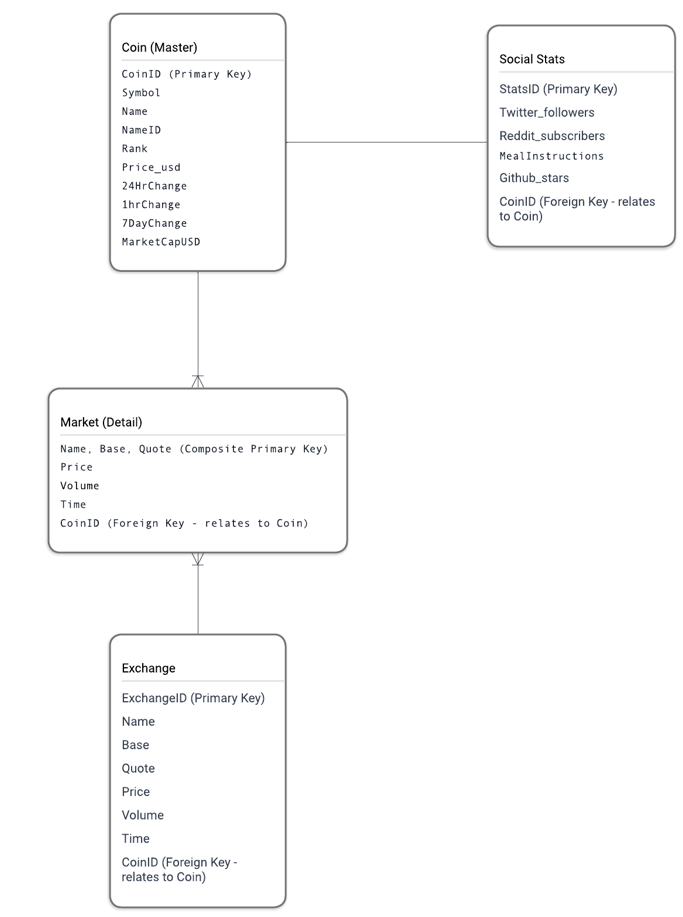 Coin (Master)
CoinID (Primary Key)
Symbol
Name
NameID
Rank
Price_usd
24HrChange
1hrChange
7DayChange
MarketCapUSD
Social Stats
StatsID (Primary Key)
Twitter_followers
Reddit_subscribers
MealInstructions
Github_stars
CoinID (Foreign Key - relates
to Coin)
Market (Detail)
Name, Base, Quote (Composite Primary Key)
Price
Volume
Time
CoinID (Foreign Key - relates to Coin)
Exchange
ExchangeID (Primary Key)
Name
Base
Quote
Price
Volume
Time
CoinID (Foreign Key -
relates to Coin)